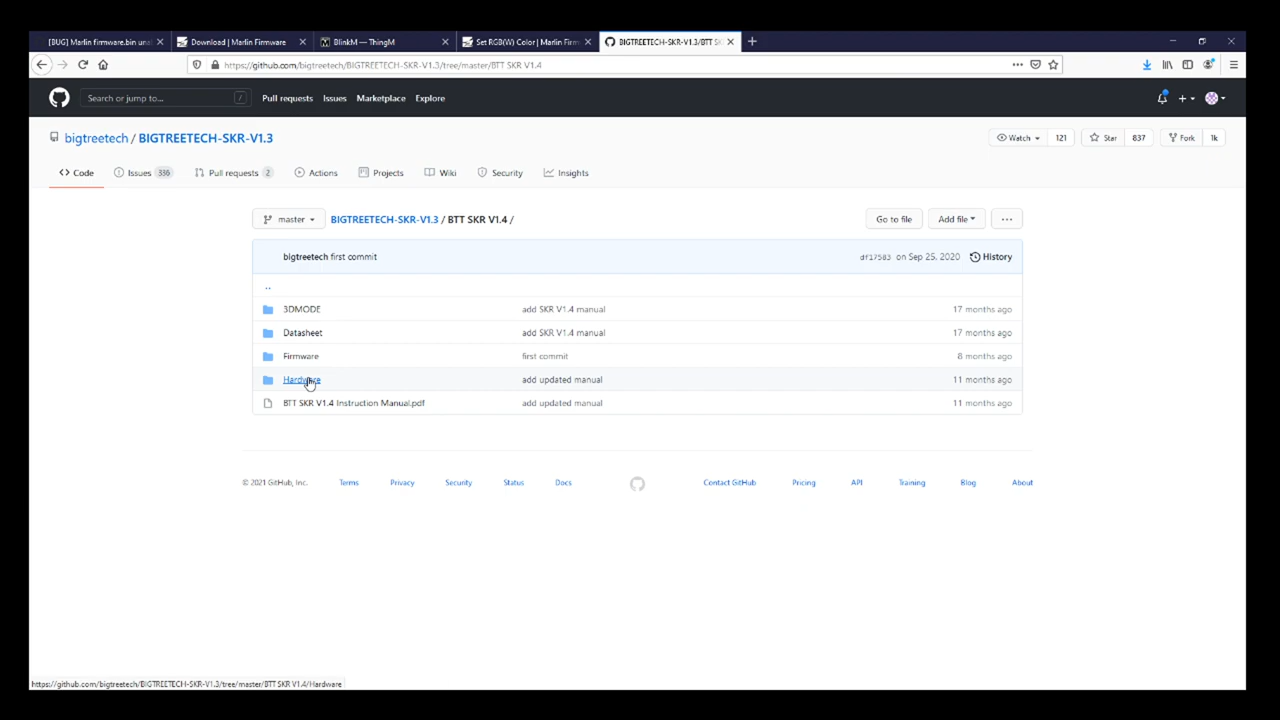 [BUG] Marlin firmware.bin una
Download | Marlin Firmware
BlinkM — ThingM
Set RGB(W) Color | Marlin Firm
BIGTREETECH-SKR-V1.3/BTT SK
https://github.com/bigtreetech/BIGTREETECH-SKR-V1.3/tree/master/BTT SKR V1.4
Search or jump to... /
Pull requests Issues Marketplace Explore
bigtreetech / BIGTREETECH-SKR-V1.3
Watch 121 Star 837 Fork 1k
Code Issues 336 Pull requests 2 Actions Projects Wiki Security Insights
master BIGTREETECH-SKR-V1.3 / BTT SKR V1.4 / Go to file Add file ...
bigtreetech first commit df17583 on Sep 25, 2020 History
..
3DMODE add SKR V1.4 manual 17 months ago
Datasheet add SKR V1.4 manual 17 months ago
Firmware first commit 8 months ago
Hardware add updated manual 11 months ago
BTT SKR V1.4 Instruction Manual.pdf add updated manual 11 months ago
© 2021 GitHub, Inc. Terms Privacy Security Status Docs Contact GitHub Pricing API Training Blog About
https://github.com/bigtreetech/BIGTREETECH-SKR-V1.3/tree/master/BTT SKR V1.4/Hardware